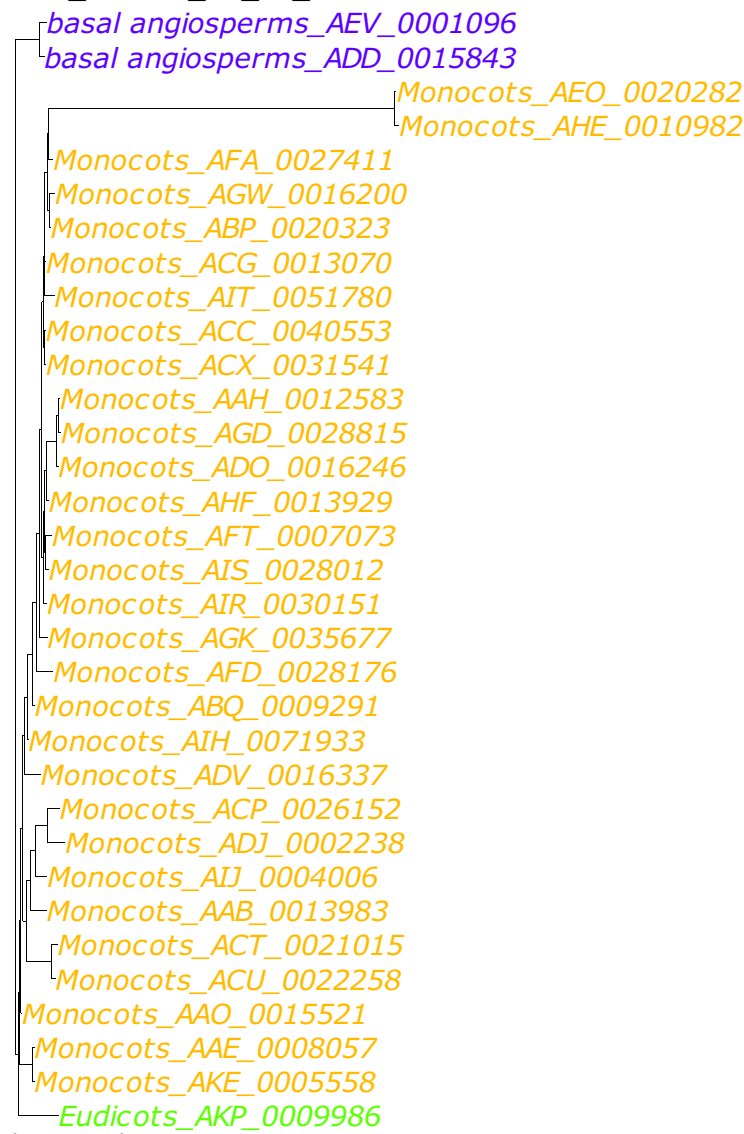 basal angiosperms_AEV_0001096
basal angiosperms_ADD_0015843
Monocots_AEO_0020282
Monocots_AHE_0010982
Monocots_AFA_0027411
Monocots_AGW_0016200
Monocots_ABP_0020323
Monocots_ACG_0013070
Monocots_AIT_0051780
Monocots_ACC_0040553
Monocots_ACX_0031541
Monocots_AAH_0012583
Monocots_AGD_0028815
Monocots_ADO_0016246
Monocots_AHF_0013929
Monocots_AFT_0007073
Monocots_AIS_0028012
Monocots_AIR_0030151
Monocots_AGK_0035677
Monocots_AFD_0028176
Monocots_ABQ_0009291
Monocots_AIH_0071933
Monocots_ADV_0016337
Monocots_ACP_0026152
Monocots_ADJ_0002238
Monocots_AIJ_0004006
Monocots_AAB_0013983
Monocots_ACT_0021015
Monocots_ACU_0022258
Monocots_AAO_0015521
Monocots_AAE_0008057
Monocots_AKE_0005558
Eudicots_AKP_0009986